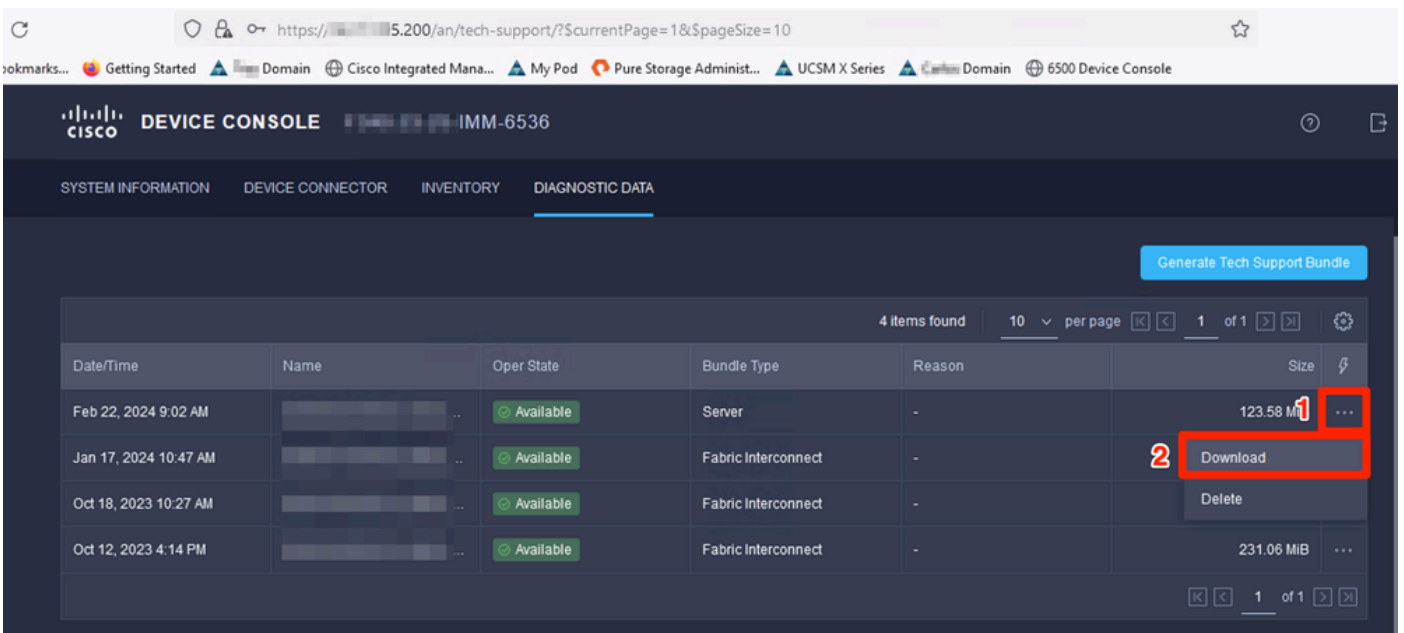 https:// 5.200/an/tech-support/?$currentPage=1&$pageSize=10
ookmarks... Getting Started Domain Cisco Integrated Mana... My Pod Pure Storage Administ... UCSM X Series Domain 6500 Device Console
CISCO DEVICE CONSOLE IMM-6536
SYSTEM INFORMATION DEVICE CONNECTOR INVENTORY DIAGNOSTIC DATA
Generate Tech Support Bundle
4 items found 10 per page 1 of 1
Date/Time Name Oper State Bundle Type Reason Size
Feb 22, 2024 9:02 AM ... Available Server - 123.58 Mi 1 ...
Jan 17, 2024 10:47 AM ... Available Fabric Interconnect - 2 Download
Oct 18, 2023 10:27 AM ... Available Fabric Interconnect - Delete
Oct 12, 2023 4:14 PM ... Available Fabric Interconnect - 231.06 MiB ...
1 of 1